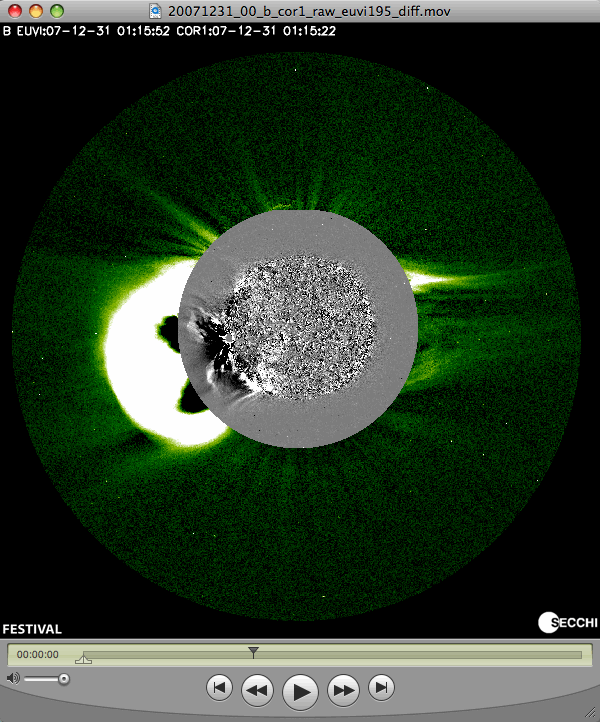 20071231_00_b_cor1_raw_euvi195_diff.mov
B EUVI:07-12-31 01:15:52 COR1:07-12-31 01:15:22
FESTIVAL
SECCHI
00:00:00